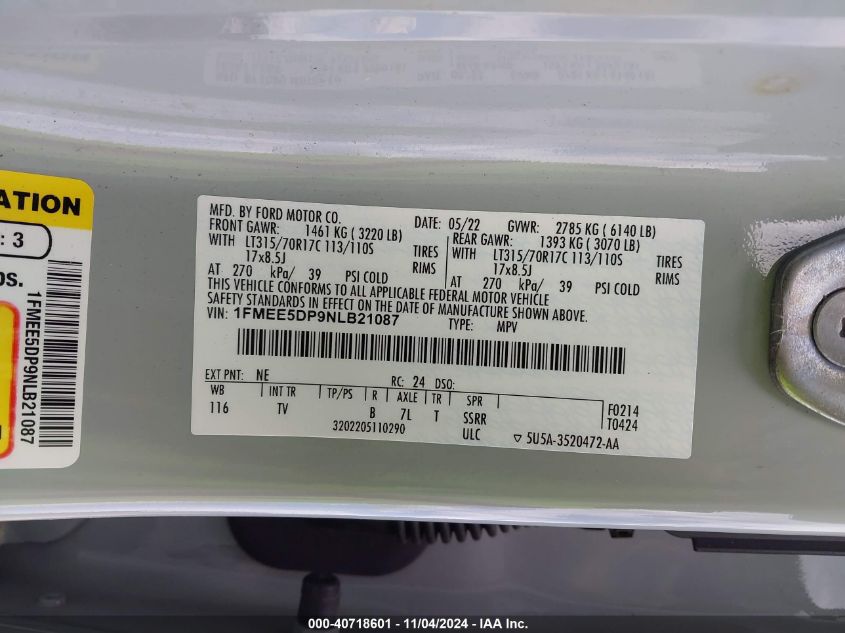 MFD. BY FORD MOTOR CO.
DATE: 05/22 GVWR: 2785 KG ( 6140 LB)
FRONT GAWR: 1461 KG ( 3220 LB) REAR GAWR: 1393 KG ( 3070 LB)
WITH LT315/70R17C 113/110S TIRES WITH LT315/70R17C 113/110S TIRES
17x8.5J RIMS 17x8.5J RIMS
AT 270 kPa/ 39 PSI COLD AT 270 kPa/ 39 PSI COLD
THIS VEHICLE CONFORMS TO ALL APPLICABLE FEDERAL MOTOR VEHICLE
SAFETY STANDARDS IN EFFECT ON THE DATE OF MANUFACTURE SHOWN ABOVE.
VIN: 1FMEE5DP9NLB21087 TYPE: MPV
EXT PNT: NE RC: 24 DSO:
WB INT TR TP/PS R AXLE TR SPR F0214
116 TV B 7L T SSRR T0424
3202205110290 ULC ▽ 5U5A-3520472-AA
ATION
: 3
OS.
1FMEE5DP9NLB21087
000-40718601 - 11/04/2024 - IAA Inc.